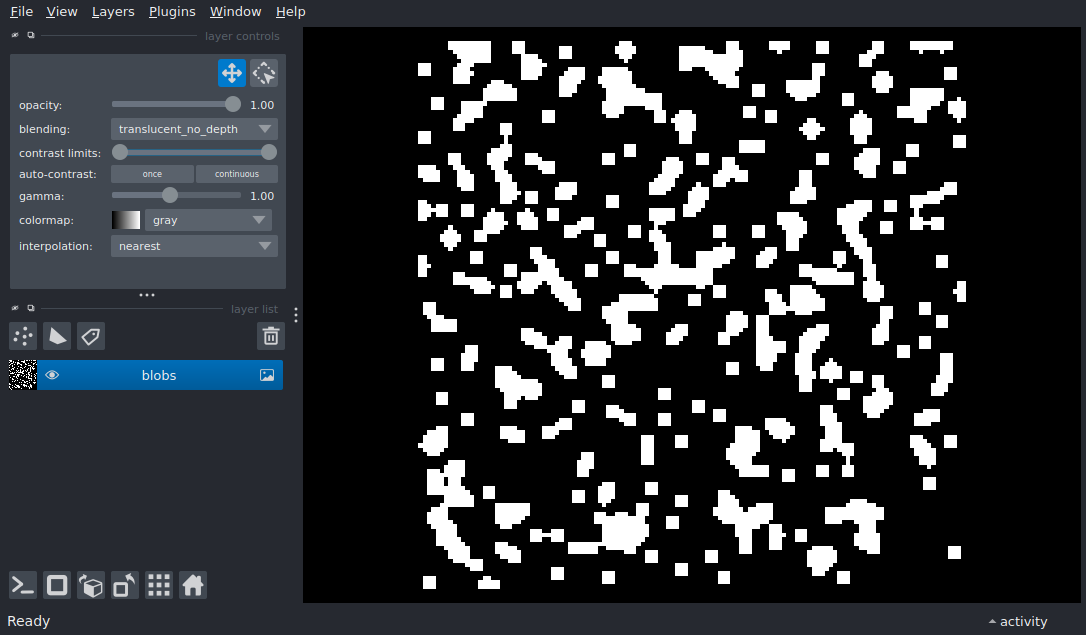 File View Layers Plugins Window Help
layer controls
opacity: 1.00
blending: translucent_no_depth
contrast limits:
auto-contrast: once continuous
gamma: 1.00
colormap: gray
interpolation: nearest
layer list
blobs
Ready
activity